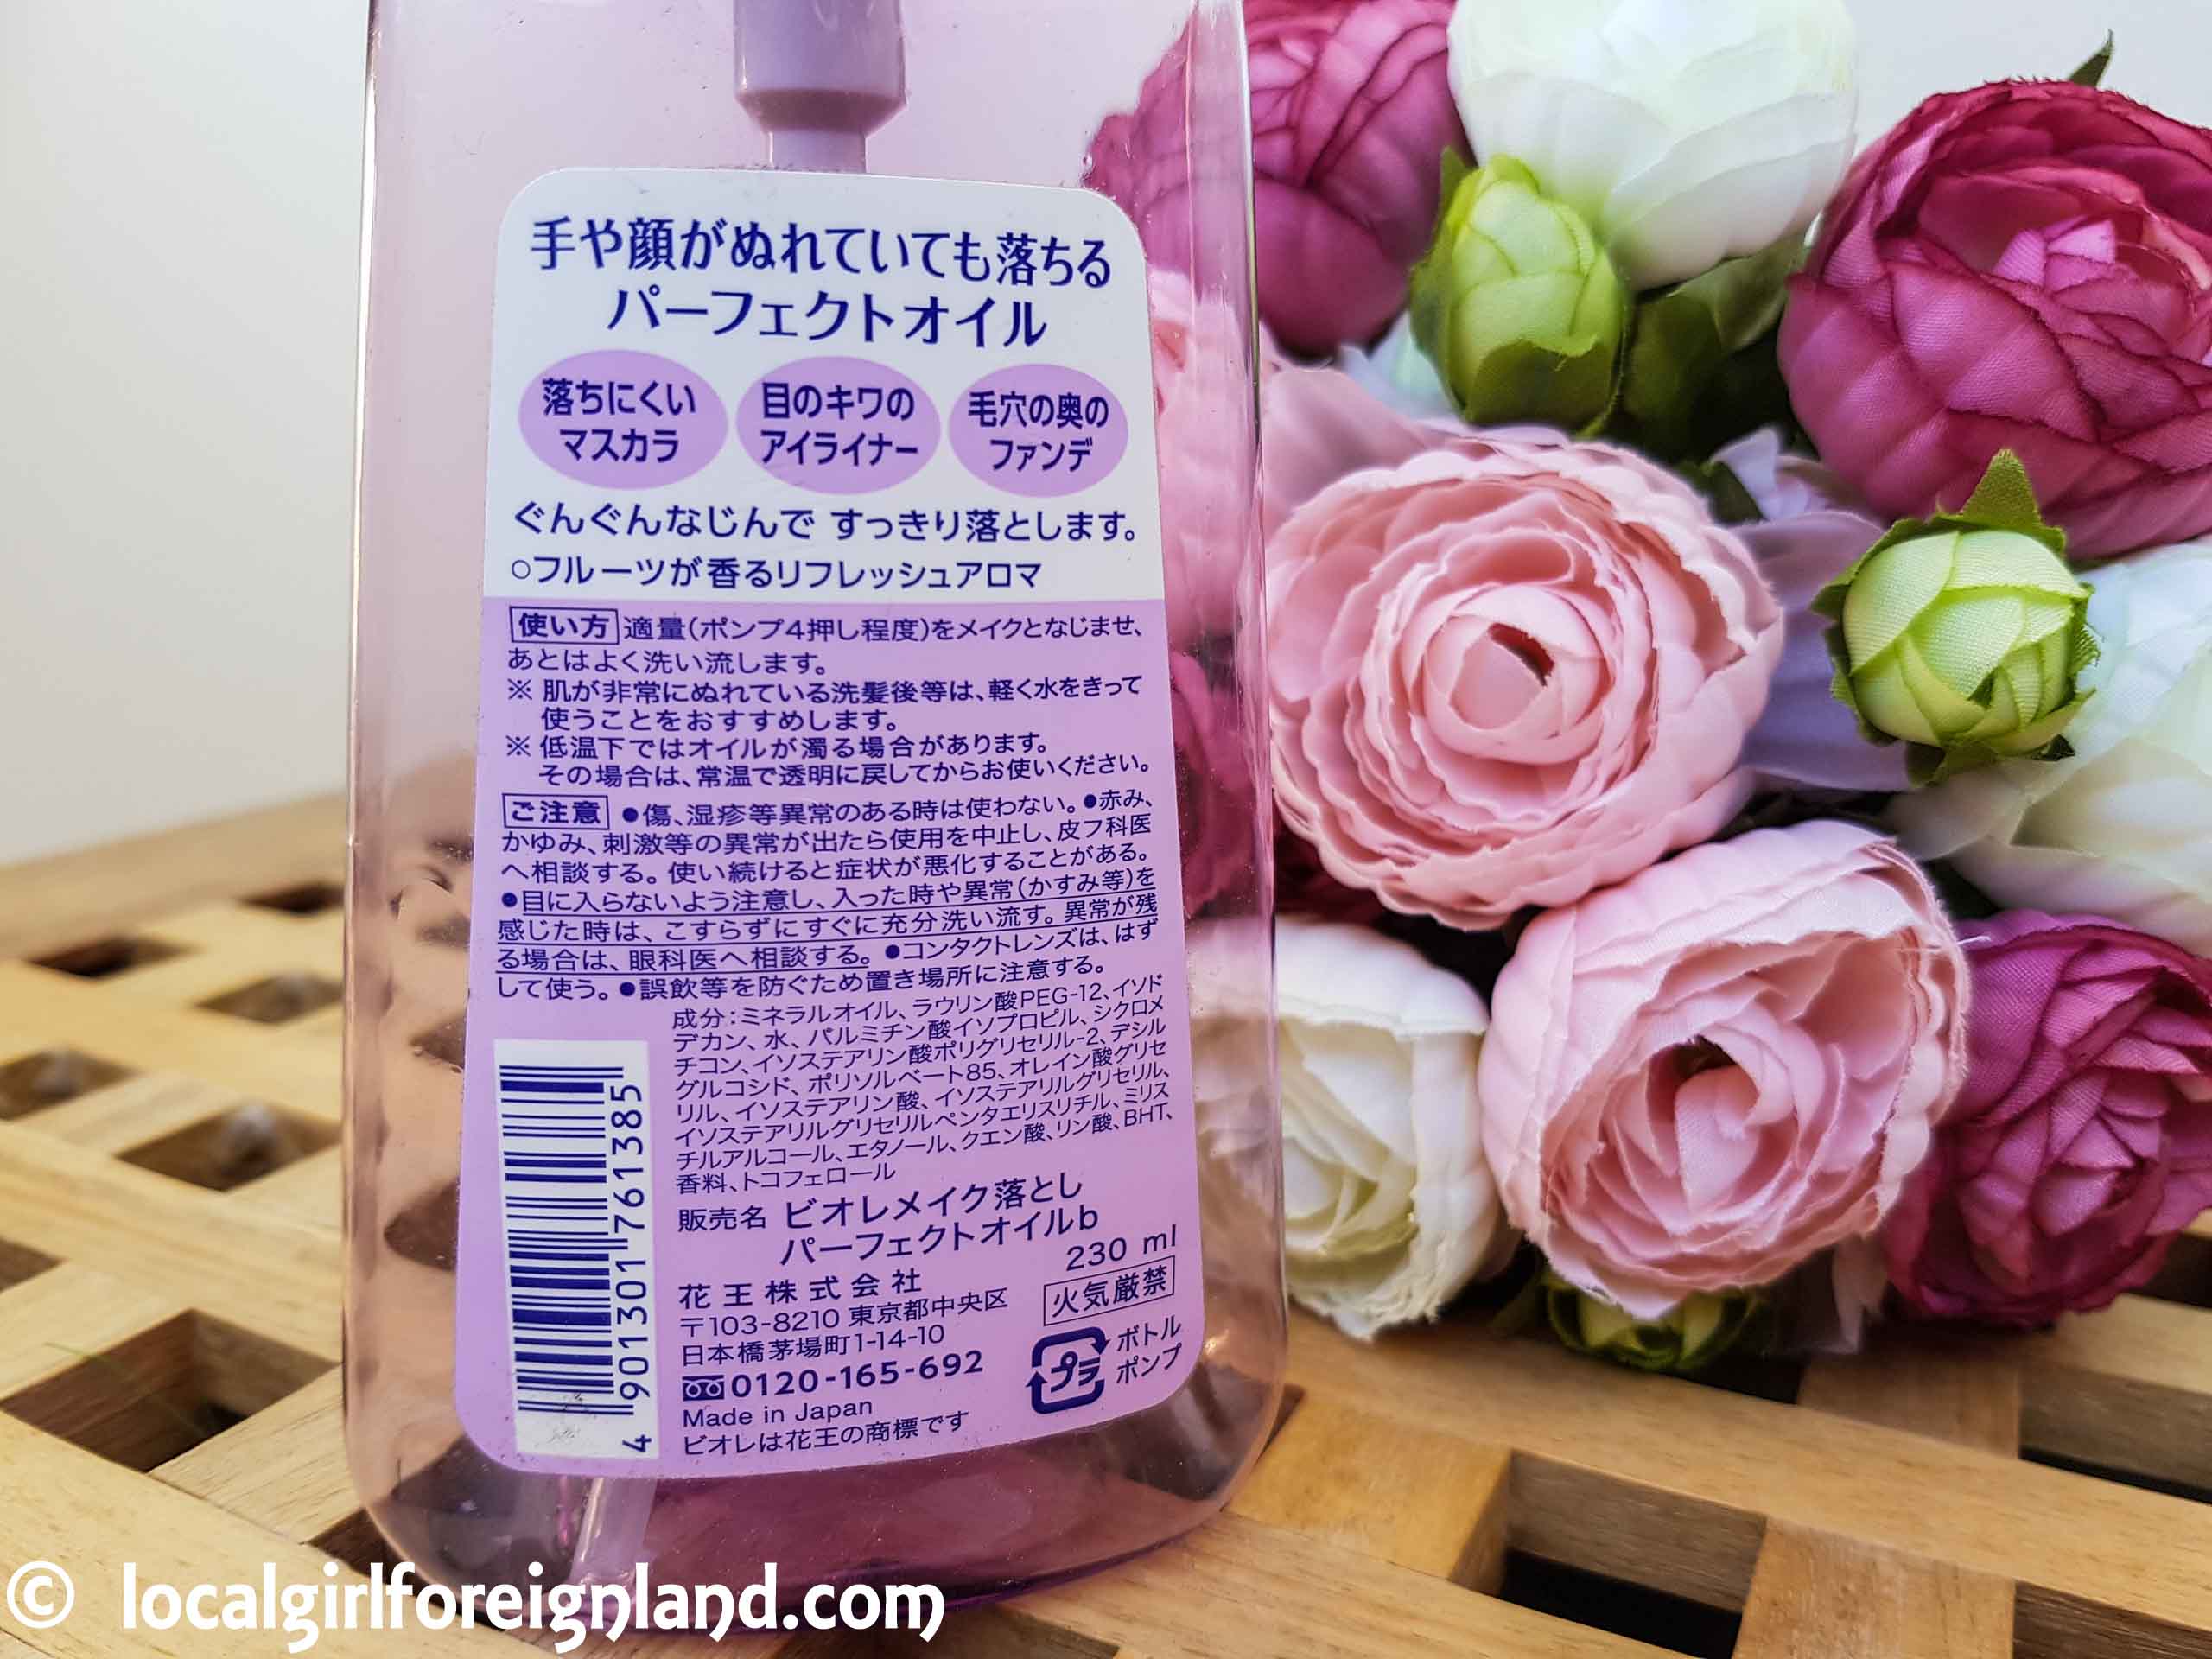 手や顔がぬれていても落ちる
パーフェクトオイル
落ちにくい
マスカラ
目のキワの
アイライナー
毛穴の奥の
ファンデ
ぐんぐんなじんで すっきり落とします。
○フルーツが香るリフレッシュアロマ
使い方 適量(ポンプ4押し程度)をメイクとなじませ、
あとはよく洗い流します。
※ 肌が非常にぬれている洗髪後等は、軽く水をきって
使うことをおすすめします。
※ 低温下ではオイルが濁る場合があります。
その場合は、常温で透明に戻してからお使いください。
ご注意 ●傷、湿疹等異常のある時は使わない。●赤み、
かゆみ、刺激等の異常が出たら使用を中止し、皮フ科医
へ相談する。使い続けると症状が悪化することがある。
●目に入らないよう注意し、入った時や異常(かすみ等)を
感じた時は、こすらずにすぐに充分洗い流す。異常が残
る場合は、眼科医へ相談する。●コンタクトレンズは、はず
して使う。●誤飲等を防ぐため置き場所に注意する。
成分:ミネラルオイル、ラウリン酸PEG-12、イソド
デカン、水、パルミチン酸イソプロピル、シクロメ
チコン、イソステアリン酸ポリグリセリル-2、デシル
グルコシド、ポリソルベート85、オレイン酸グリセ
リル、イソステアリン酸、イソステアリルグリセリル、
イソステアリルグリセリルペンタエリスリチル、ミリス
チルアルコール、エタノール、クエン酸、リン酸、BHT、
香料、トコフェロール
販売名 ビオレメイク落とし
パーフェクトオイルb
230 ml
花王株式会社
〒103-8210 東京都中央区
日本橋茅場町1-14-10
0120-165-692
Made in Japan
ビオレは花王の商標です
火気厳禁
プラ
ボトル
ポンプ
4 901301 761385
© localgirlforeignland.com